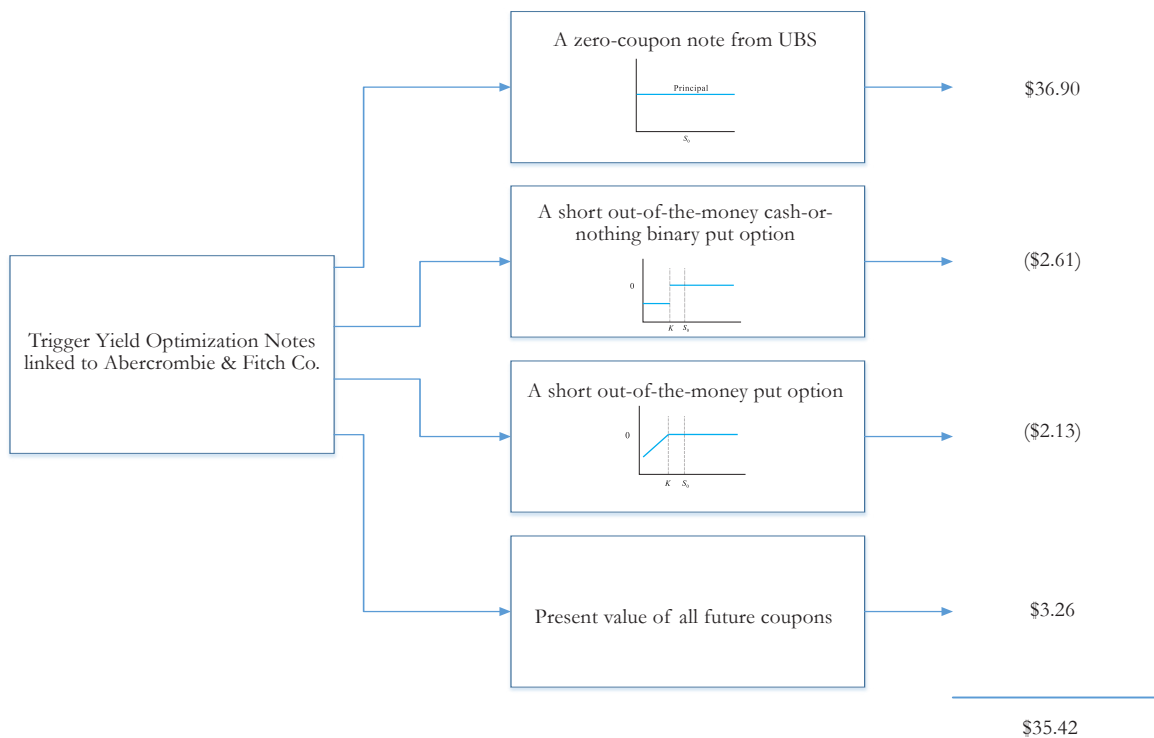 A zero-coupon note from UBS
Principal
S0
$36.90
A short out-of-the-money cash-or-
nothing binary put option
0
K S0
($2.61)
Trigger Yield Optimization Notes
linked to Abercrombie & Fitch Co.
A short out-of-the-money put option
0
K S0
($2.13)
Present value of all future coupons
$3.26
$35.42